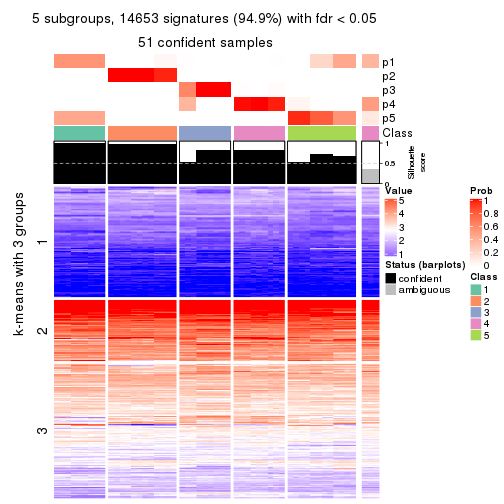 5 subgroups, 14653 signatures (94.9%) with fdr < 0.05
51 confident samples
p1
p2
p3
p4
p5
Class
1
0.5
0
Silhouette
score
k-means with 3 groups
1
2
3
Value
5
4
3
2
1
Status (barplots)
confident
ambiguous
Prob
1
0.8
0.6
0.4
0.2
0
Class
1
2
3
4
5